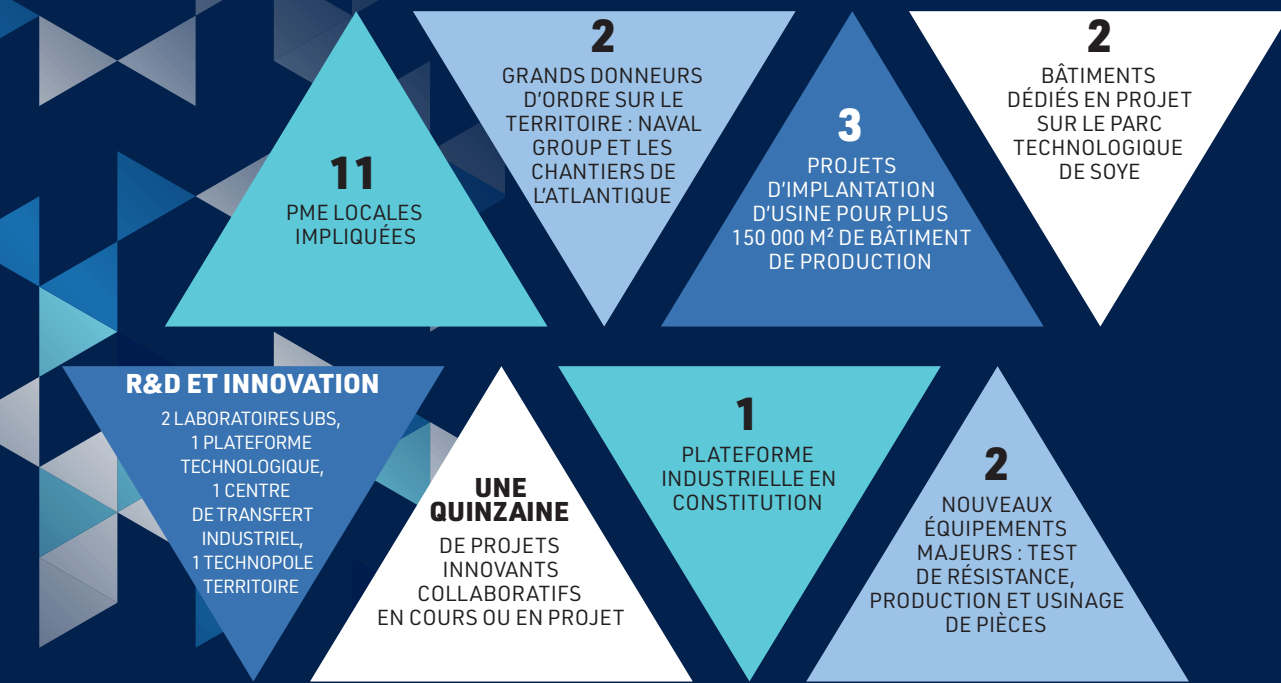 11
PME LOCALES
IMPLIQUÉES
2
GRANDS DONNEURS
D'ORDRE SUR LE
TERRITOIRE : NAVAL
GROUP ET LES
CHANTIERS DE
L'ATLANTIQUE
3
PROJETS
D'IMPLANTATION
D'USINE POUR PLUS
150 000 M² DE BÂTIMENT
DE PRODUCTION
2
BÂTIMENTS
DÉDIÉS EN PROJET
SUR LE PARC
TECHNOLOGIQUE
DE SOYE
R&D ET INNOVATION
2 LABORATOIRES UBS,
1 PLATEFORME
TECHNOLOGIQUE,
1 CENTRE
DE TRANSFERT
INDUSTRIEL,
1 TECHNOPOLE
TERRITOIRE
UNE
QUINZAINE
DE PROJETS
INNOVANTS
COLLABORATIFS
EN COURS OU EN PROJET
1
PLATEFORME
INDUSTRIELLE EN
CONSTITUTION
2
NOUVEAUX
ÉQUIPEMENTS
MAJEURS : TEST
DE RÉSISTANCE,
PRODUCTION ET USINAGE
DE PIÈCES